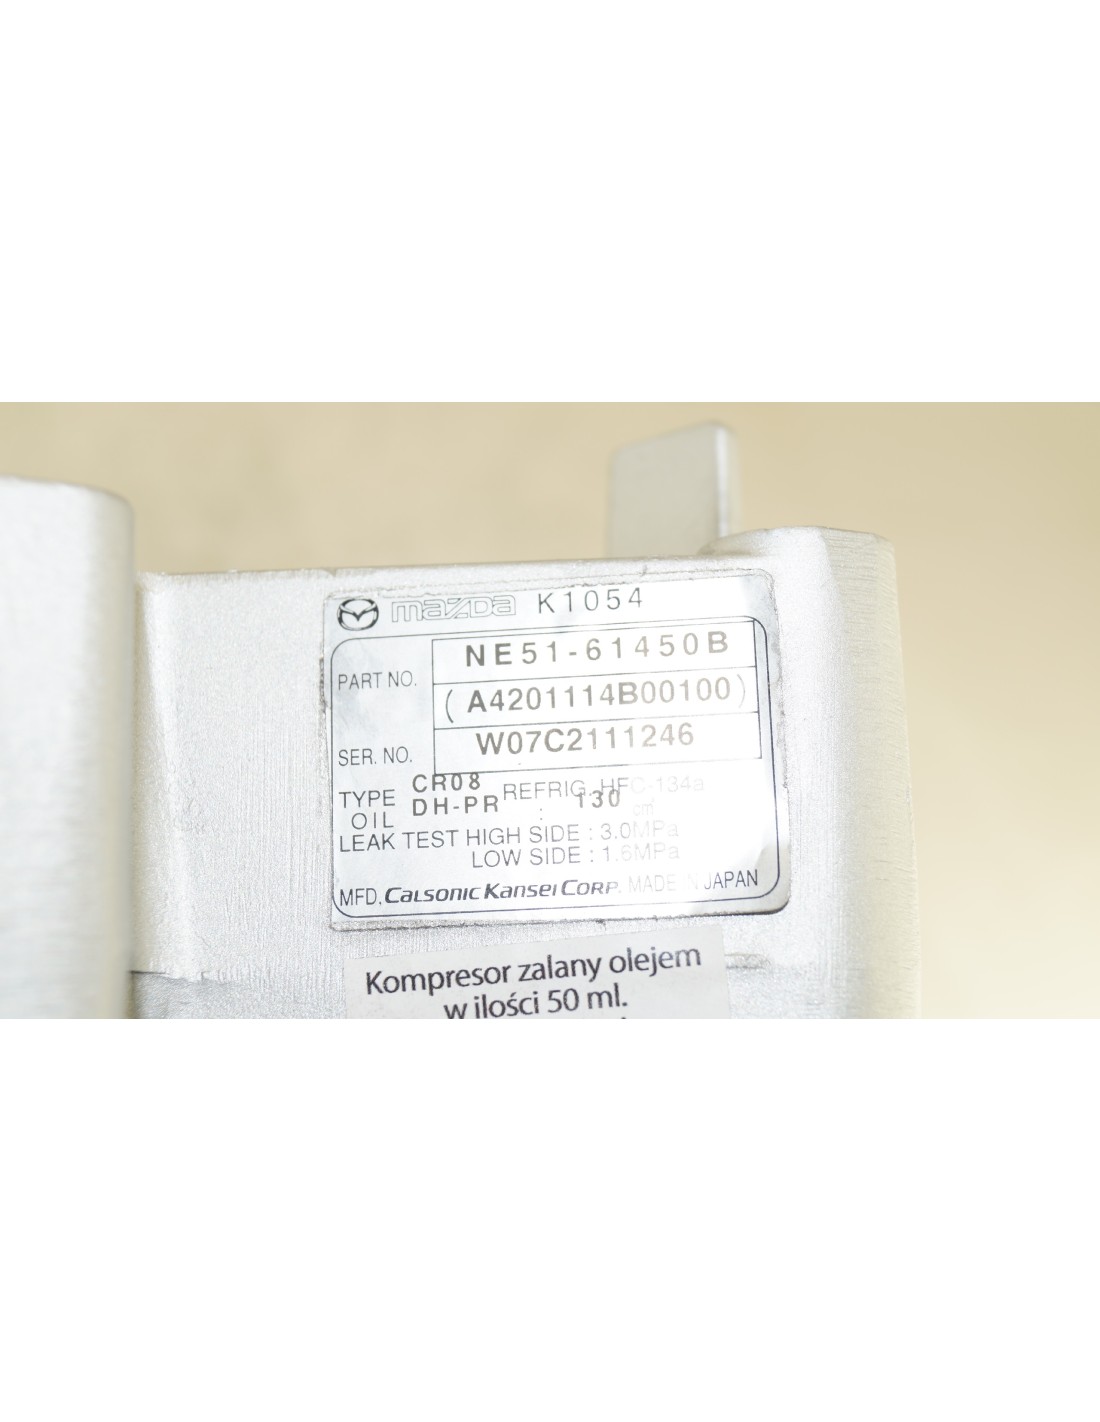 mazda K1054
PART NO. NE51-61450B
(A4201114B00100)
SER. NO. W07C2111246
TYPE CR08 REFRIG. HFC-134a
OIL DH-PR : 130 cm³
LEAK TEST HIGH SIDE : 3.0MPa
LOW SIDE : 1.6MPa
MFD. CALSONIC KANSEI CORP. MADE IN JAPAN
Kompresor zalany olejem
w ilości 50 ml.